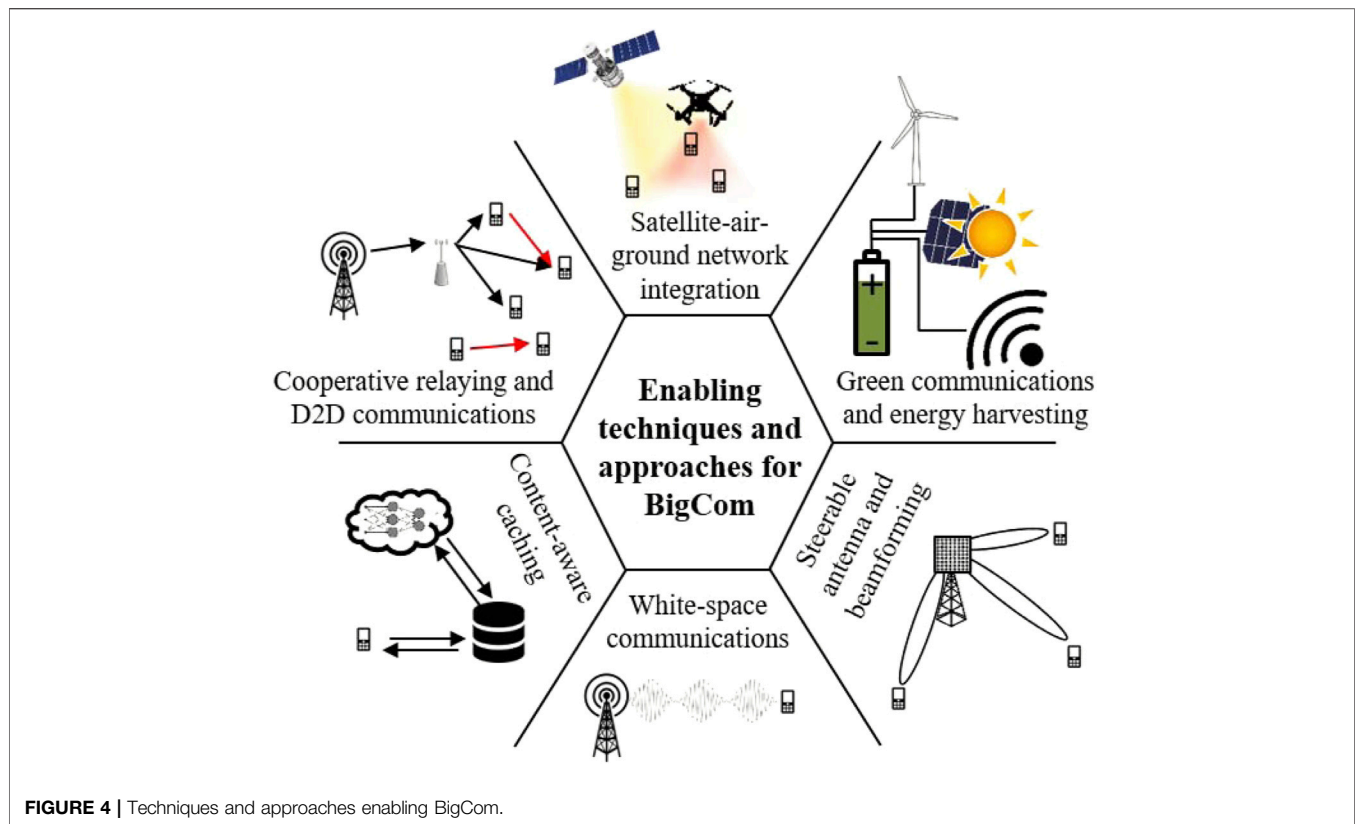 Satellite-air-
ground network
integration
Cooperative relaying and
D2D communications
Green communications
and energy harvesting
Enabling
techniques and
approaches for
BigCom
Content-aware
caching
Steerable
antenna and
beamforming
White-space
communications
FIGURE 4 | Techniques and approaches enabling BigCom.